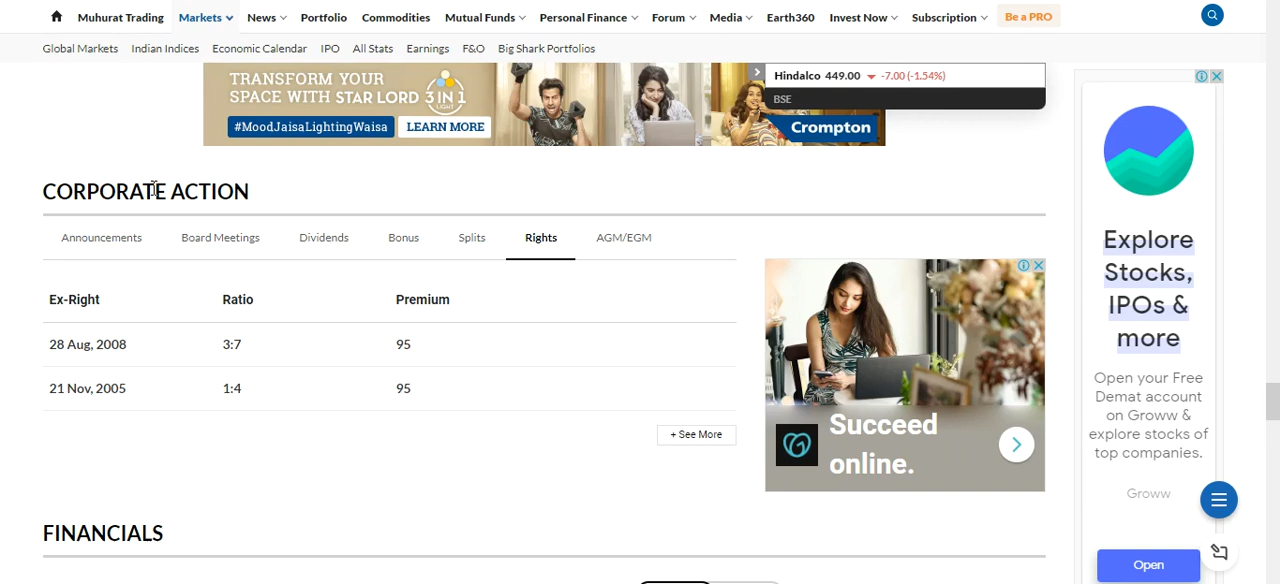 Muhurat Trading Markets News Portfolio Commodities Mutual Funds Personal Finance Forum Media Earth360 Invest Now Subscription Be a PRO
Global Markets Indian Indices Economic Calendar IPO All Stats Earnings F&O Big Shark Portfolios
TRANSFORM YOUR
SPACE WITH STAR LORD 3 IN 1
LIGHT
#MoodJaisaLightingWaisa LEARN MORE
Crompton
Hindalco 449.00 -7.00 (-1.54%)
BSE
CORPORATE ACTION
Announcements Board Meetings Dividends Bonus Splits Rights AGM/EGM
Ex-Right Ratio Premium
28 Aug, 2008 3:7 95
21 Nov, 2005 1:4 95
+ See More
Succeed
online.
Explore
Stocks,
IPOs &
more
Open your Free
Demat account
on Groww &
explore stocks of
top companies.
Groww
Open
FINANCIALS